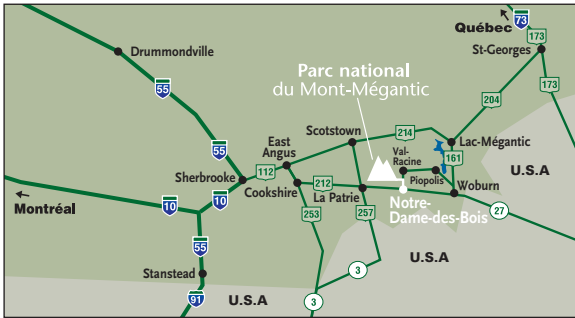 73
Québec
173
St-Georges
Drummondville
55
Parc national
du Mont-Mégantic
173
204
Scotstown
214
55
East
Angus
Val-
Racine
Lac-Mégantic
161
U.S.A
112
Sherbrooke
Cookshire
212
La Patrie
Piopolis
Woburn
Montréal
10
10
253
257
Notre-
Dame-des-Bois
27
55
Stanstead
3
U.S.A
91
U.S.A
3